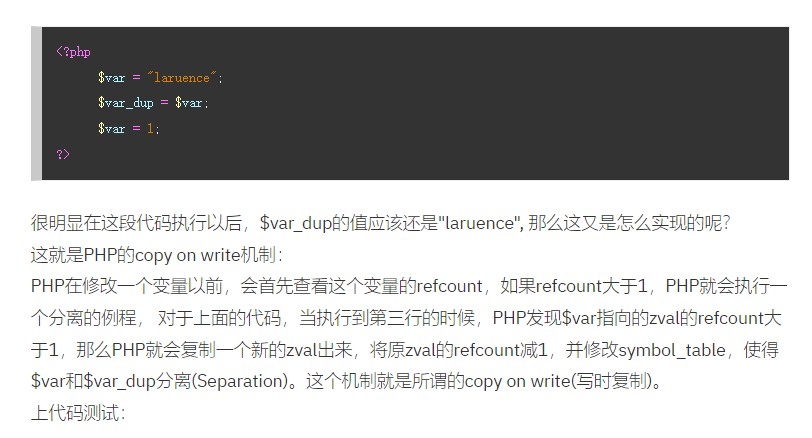 <?php
$var = "laruence";
$var_dup = $var;
$var = 1;
?>
很明显在这段代码执行以后，$var_dup的值应该还是"laruence", 那么这又是怎么实现的呢?
这就是PHP的copy on write机制：
PHP在修改一个变量以前，会首先查看这个变量的refcount，如果refcount大于1，PHP就会执行一
个分离的例程， 对于上面的代码，当执行到第三行的时候，PHP发现$var指向的zval的refcount大
于1，那么PHP就会复制一个新的zval出来，将原zval的refcount减1，并修改symbol_table，使得
$var和$var_dup分离(Separation)。这个机制就是所谓的copy on write(写时复制)。
上代码测试：